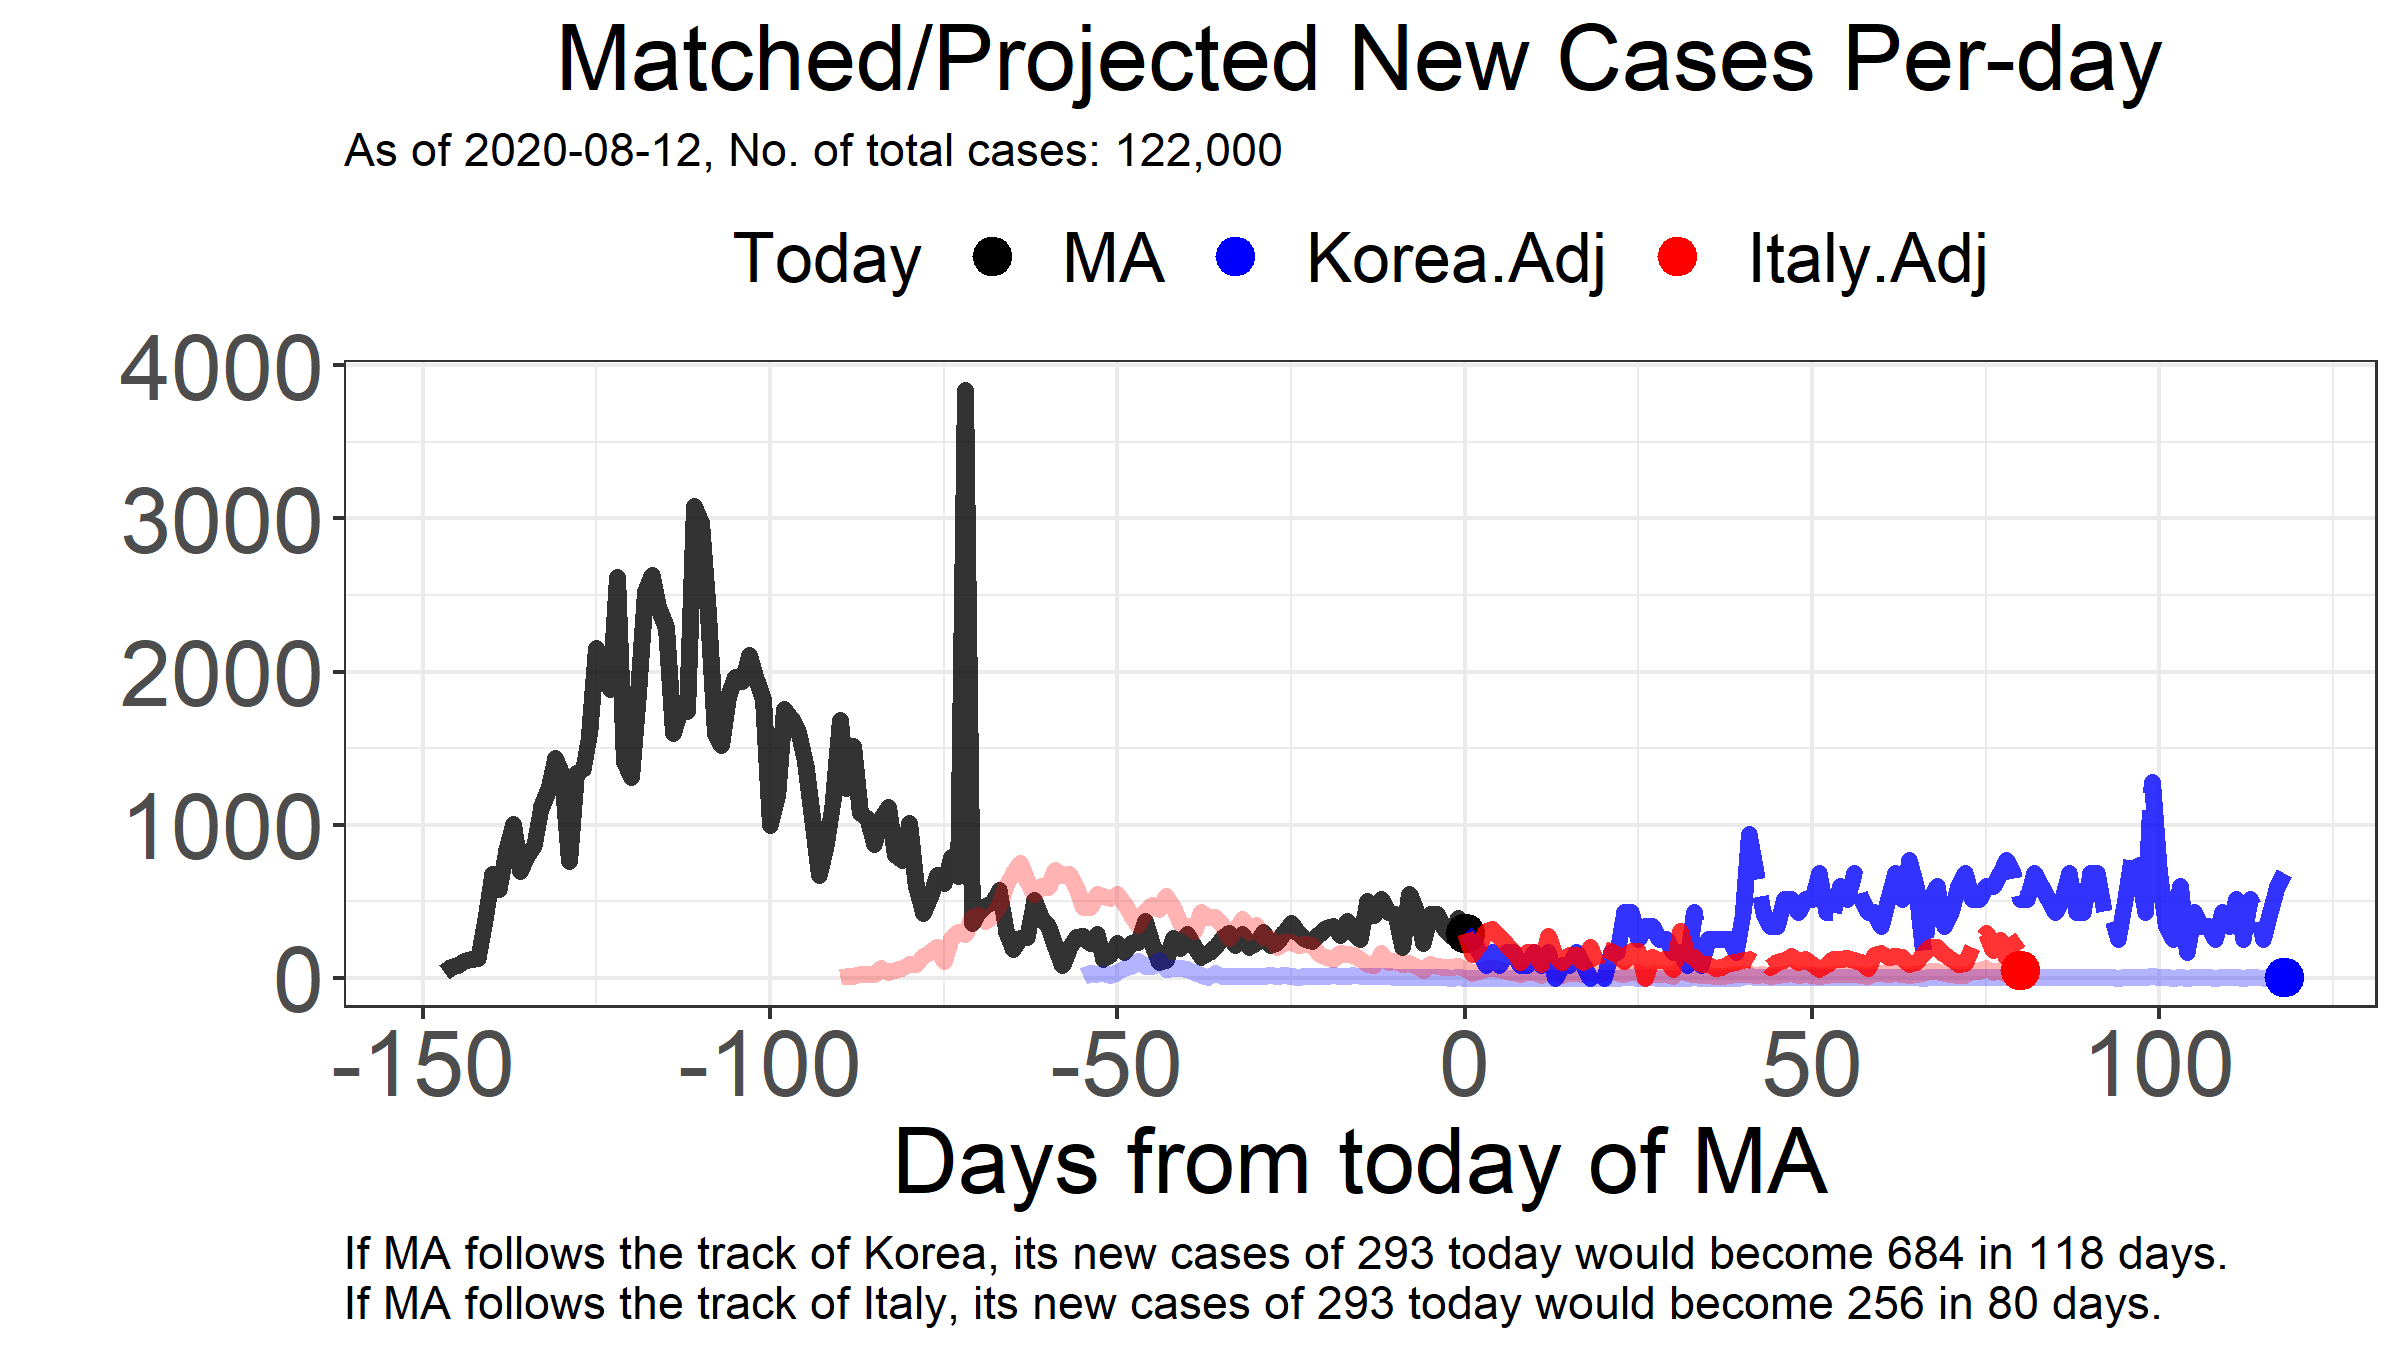 Matched/Projected New Cases Per-day
As of 2020-08-12, No. of total cases: 122,000
Today MA Korea.Adj Italy.Adj
4000
3000
2000
1000
0
-150 -100 -50 0 50 100
Days from today of MA
If MA follows the track of Korea, its new cases of 293 today would become 684 in 118 days.
If MA follows the track of Italy, its new cases of 293 today would become 256 in 80 days.